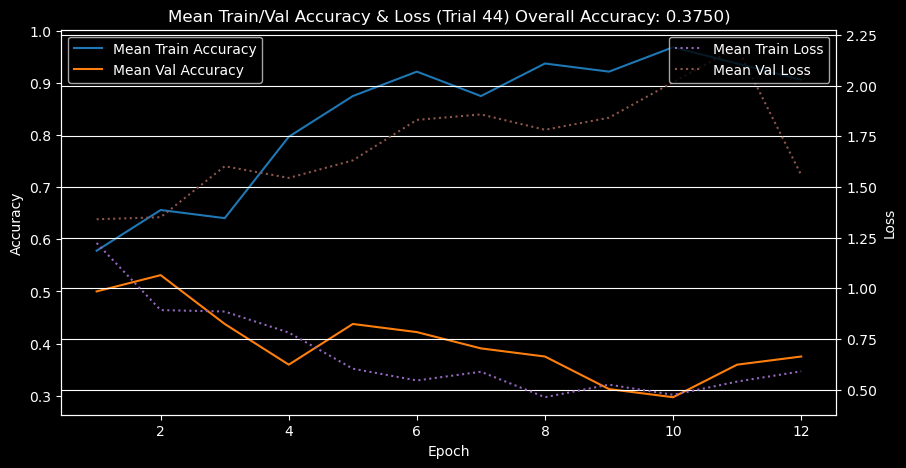 Mean Train/Val Accuracy & Loss (Trial 44) Overall Accuracy: 0.3750)
Mean Train Accuracy
Mean Val Accuracy
Mean Train Loss
Mean Val Loss
Accuracy
1.0
0.9
0.8
0.7
0.6
0.5
0.4
0.3
2.25
2.00
1.75
1.50
1.25
1.00
0.75
0.50
Loss
2 4 6 8 10 12
Epoch